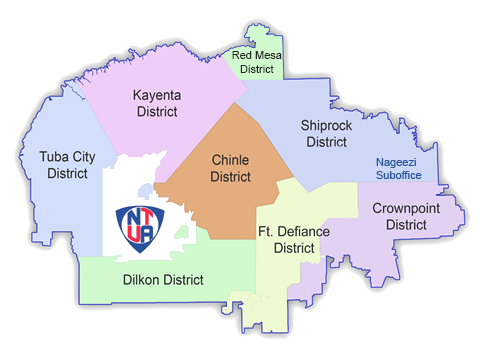 Red Mesa
District
Kayenta
District
Shiprock
District
Tuba City
District
Chinle
District
Nageezi
Suboffice
NTUA
Crownpoint
District
Ft. Defiance
District
Dilkon District